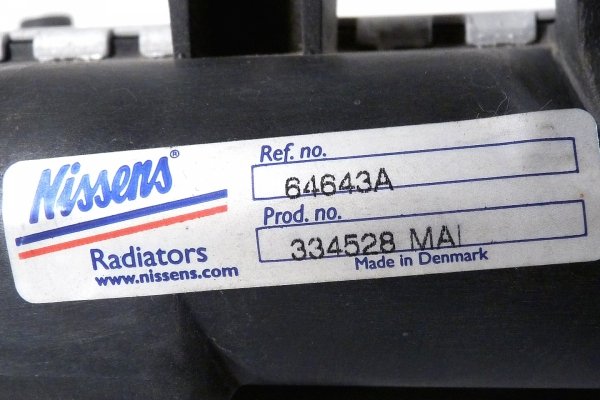 Nissens®
Radiators
www.nissens.com
Ref. no.
64643A
Prod. no.
334528 MAI
Made in Denmark